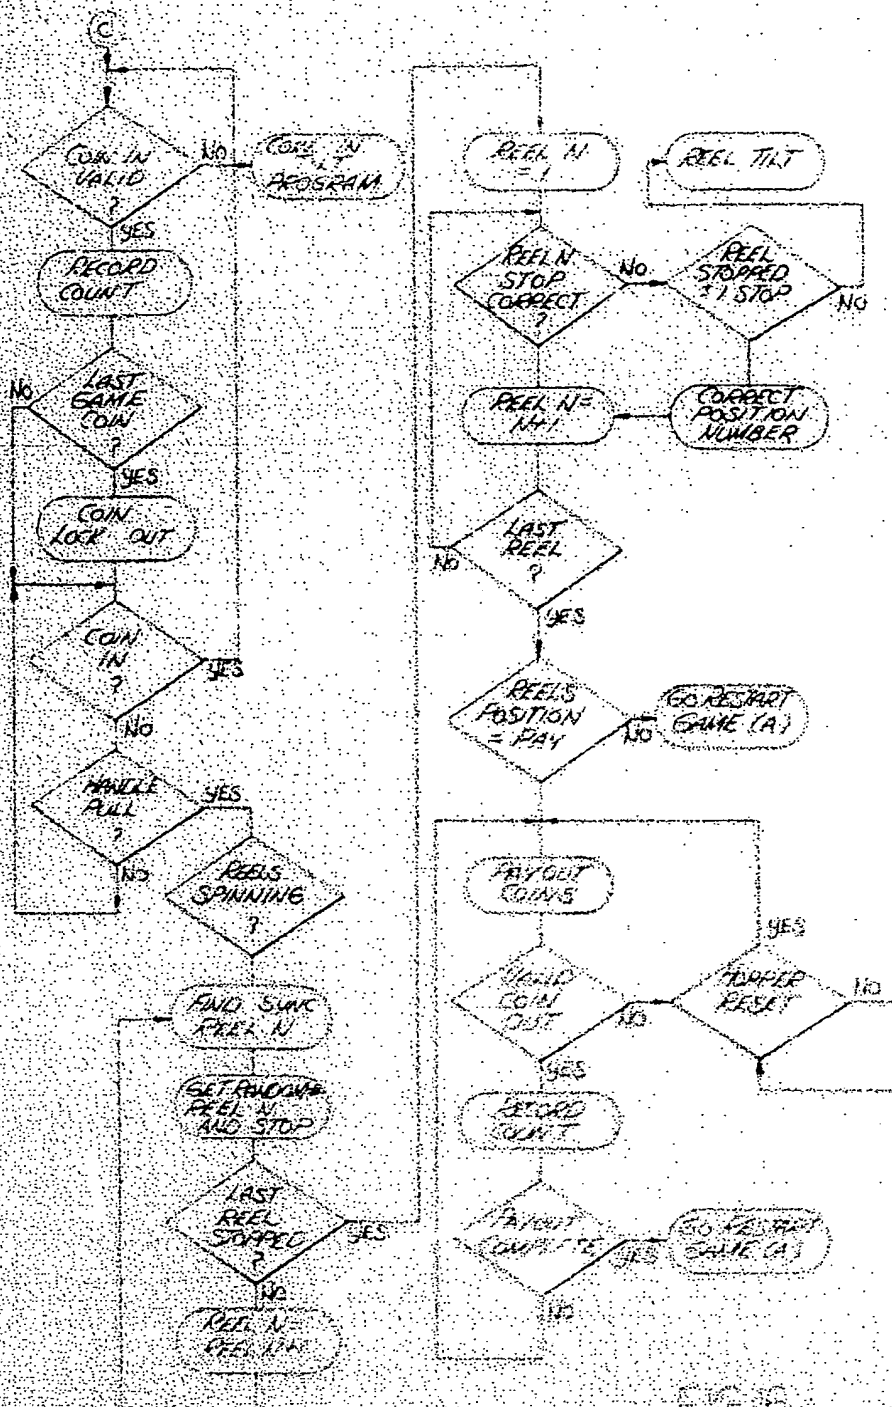 C
COIN IN
VALID
?
NO
YES
COIN IN
PROGRAM
RECORD
COUNT
LAST
GAME
COIN
?
NO
YES
COIN
LOCK OUT
COIN
IN
?
YES
NO
HANDLE
PULL
?
YES
NO
REELS
SPINNING
?
FIND SYNC
REEL N
REEL N
AND STOP
LAST
REEL
STOPPED
?
YES
NO
REEL N=
REEL N+1
REEL N
= 1
REEL TILT
REEL N
STOP
CORRECT
?
NO
REEL
STOPPED
±1 STOP
NO
REEL N=
N+1
CORRECT
POSITION
NUMBER
LAST
REEL
?
NO
YES
REELS
POSITION
= PAY
NO
GO RESTART
GAME (A)
PAYOUT
COINS
VALID
COIN
OUT
NO
YES
HOPPER
RESET
YES
NO
RECORD
COUNT
PAYOUT
COMPLETE
YES
NO
GO RESTART
GAME (A)